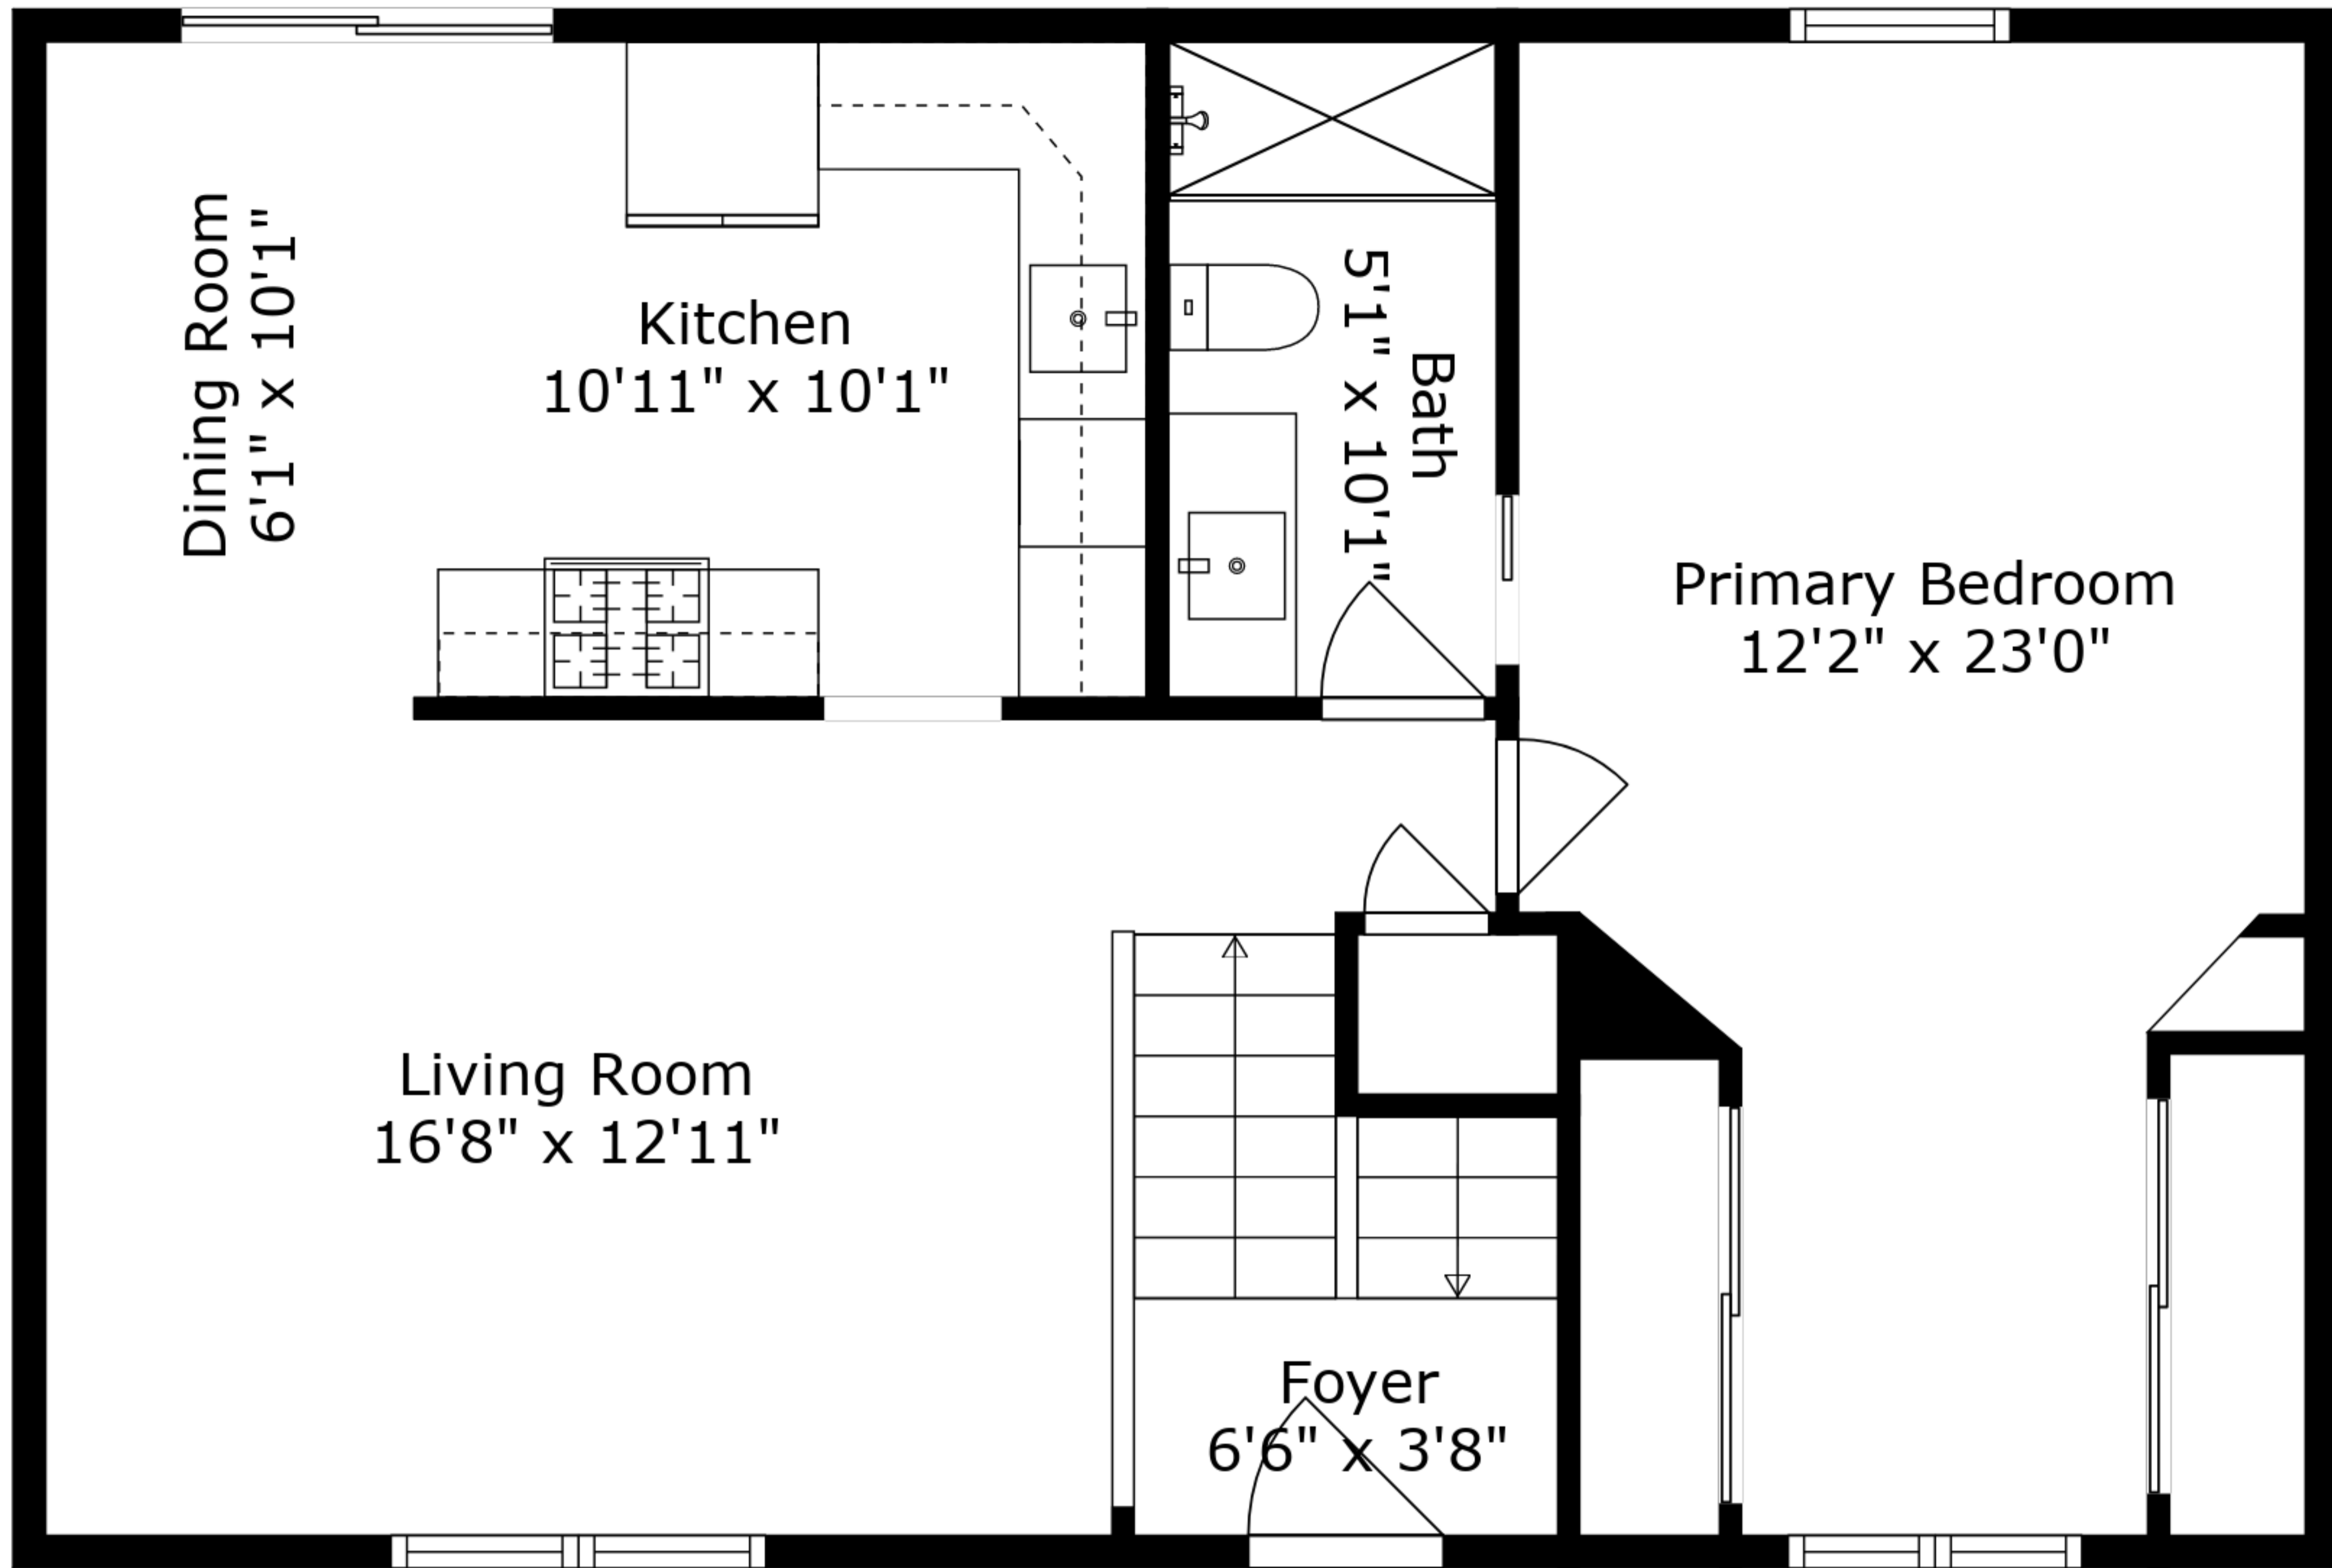 Dining Room
6'1" x 10'1"
Kitchen
10'11" x 10'1"
Bath
5'1" x 10'1"
Primary Bedroom
12'2" x 23'0"
Living Room
16'8" x 12'11"
Foyer
6'6" x 3'8"